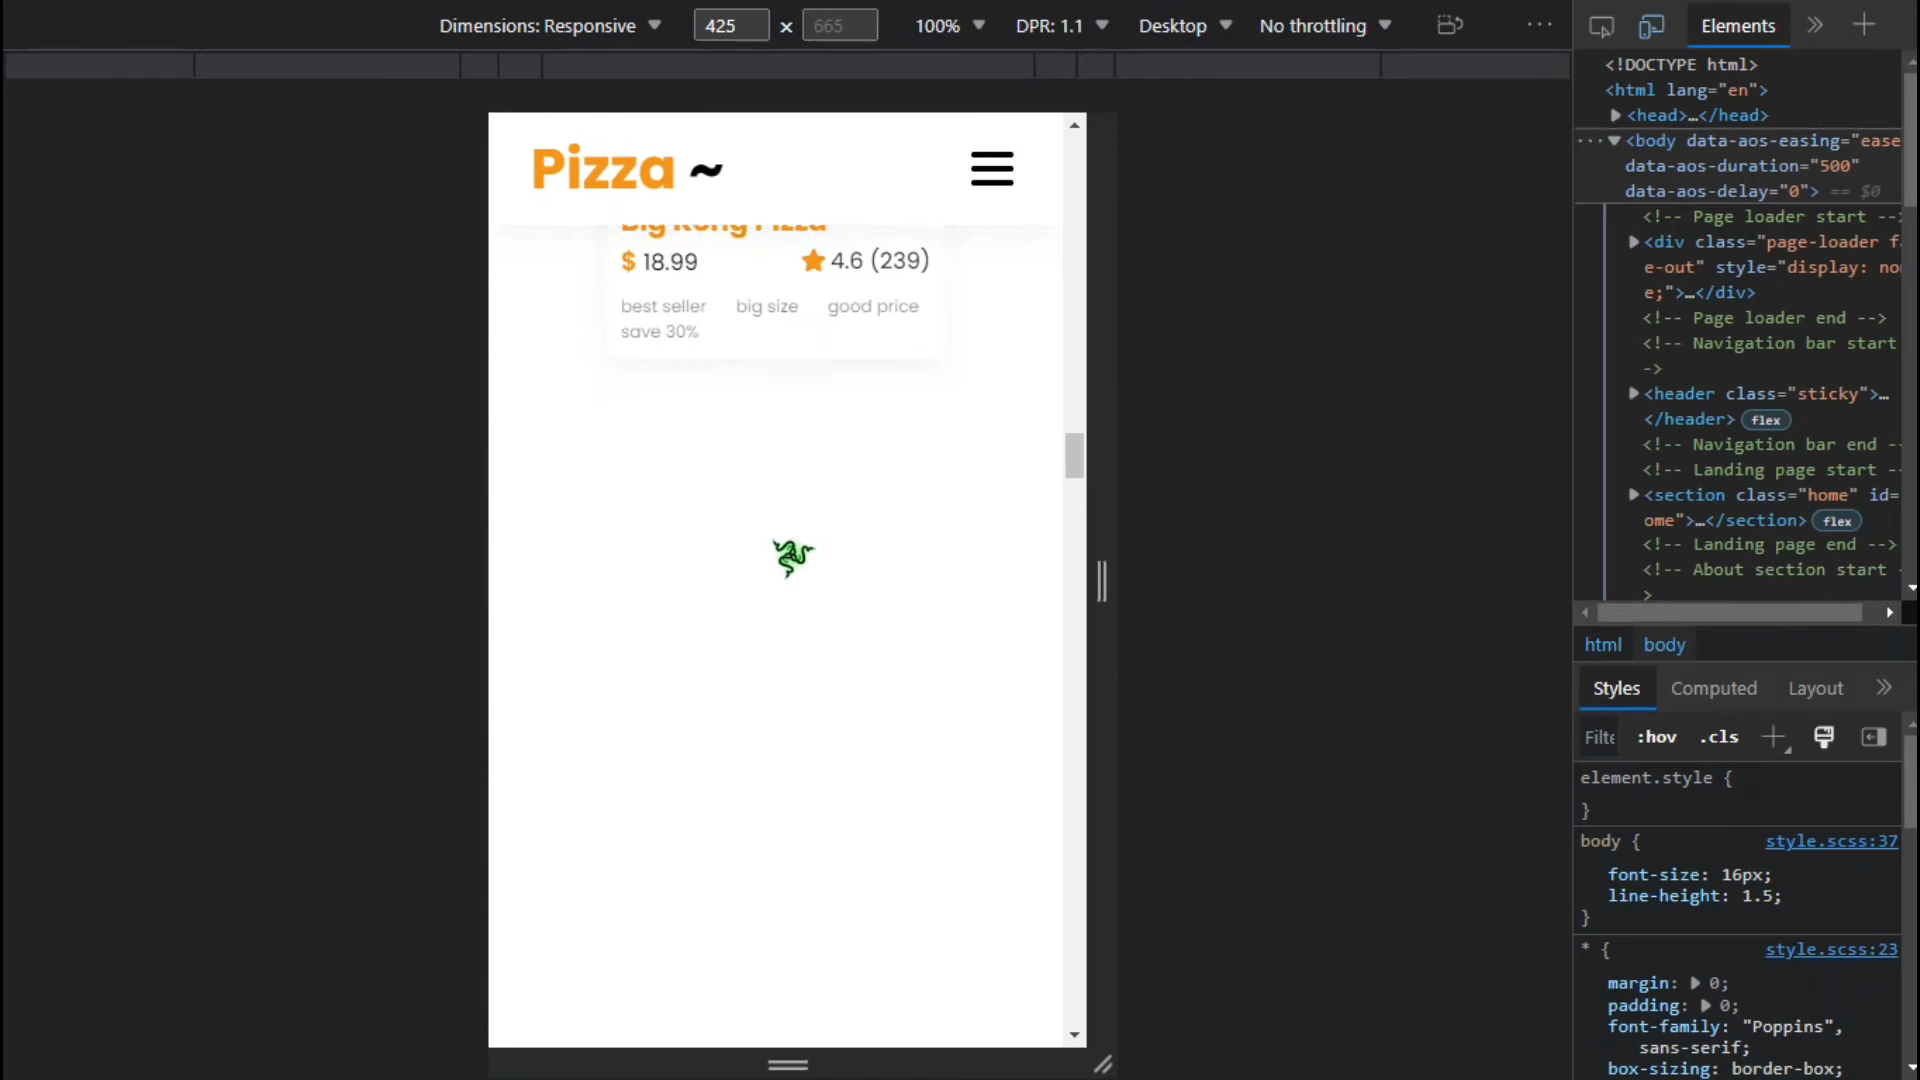 Dimensions: Responsive 425 x 665 100% DPR: 1.1 Desktop No throttling ...
Elements
Pizza ~
Big Kong Pizza
$ 18.99 4.6 (239)
best seller big size good price
save 30%
<!DOCTYPE html>
<html lang="en">
<head>…</head>
<body data-aos-easing="ease
data-aos-duration="500"
data-aos-delay="0"> == $0
<!-- Page loader start --
<div class="page-loader f
e-out" style="display: no
e;">…</div>
<!-- Page loader end -->
<!-- Navigation bar start
->
<header class="sticky">…
</header> flex
<!-- Navigation bar end --
<!-- Landing page start --
<section class="home" id=
ome">…</section> flex
<!-- Landing page end -->
<!-- About section start -
>
html body
Styles Computed Layout
Filte :hov .cls
element.style {
}
body { style.scss:37
font-size: 16px;
line-height: 1.5;
}
* { style.scss:23
margin: 0;
padding: 0;
font-family: "Poppins",
sans-serif;
box-sizing: border-box;